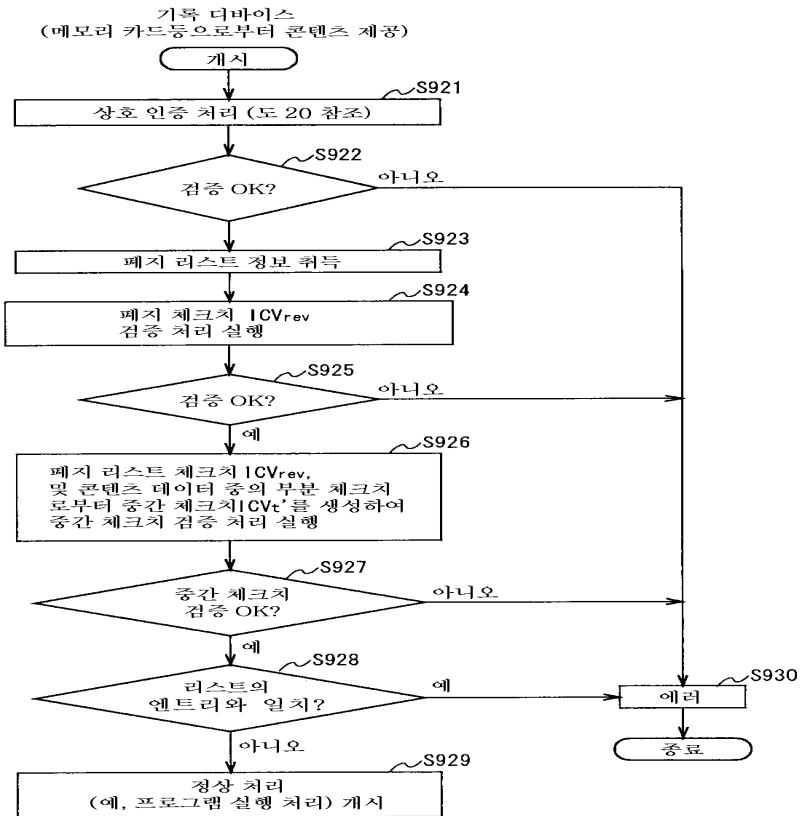 기록 디바이스
(메모리 카드등으로부터 콘텐츠 제공)
개시
S921
상호 인증 처리 (도 20 참조)
S922
검증 OK?
아니오
S923
폐지 리스트 정보 취득
S924
폐지 체크치 ICVrev
검증 처리 실행
S925
검증 OK?
아니오
예
S926
폐지 리스트 체크치 ICVrev,
및 콘텐츠 데이터 중의 부분 체크치
로부터 중간 체크치ICVt'를 생성하여
중간 체크치 검증 처리 실행
S927
중간 체크치
검증 OK?
아니오
예
S928
리스트의
엔트리와 일치?
예
S930
에러
아니오
종료
S929
정상 처리
(예, 프로그램 실행 처리) 개시